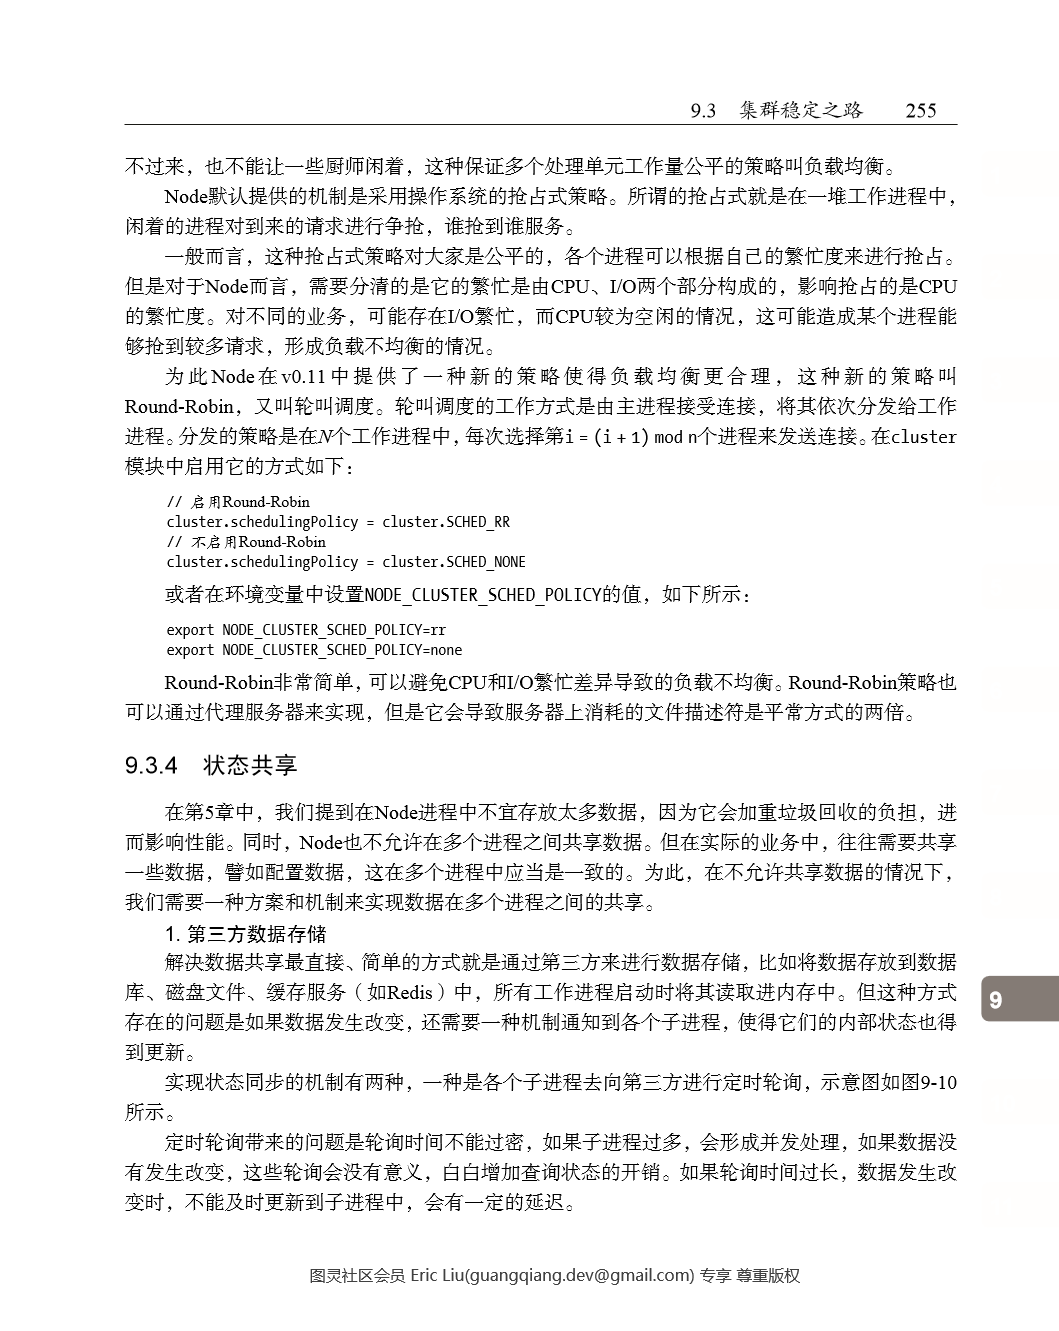 9.3 集群稳定之路 255
不过来，也不能让一些厨师闲着，这种保证多个处理单元工作量公平的策略叫负载均衡。
Node默认提供的机制是采用操作系统的抢占式策略。所谓的抢占式就是在一堆工作进程中，
闲着的进程对到来的请求进行争抢，谁抢到谁服务。
一般而言，这种抢占式策略对大家是公平的，各个进程可以根据自己的繁忙度来进行抢占。
但是对于Node而言，需要分清的是它的繁忙是由CPU、I/O两个部分构成的，影响抢占的是CPU
的繁忙度。对不同的业务，可能存在I/O繁忙，而CPU较为空闲的情况，这可能造成某个进程能
够抢到较多请求，形成负载不均衡的情况。
为此Node在v0.11中提供了一种新的策略使得负载均衡更合理，这种新的策略叫
Round-Robin，又叫轮叫调度。轮叫调度的工作方式是由主进程接受连接，将其依次分发给工作
进程。分发的策略是在N个工作进程中，每次选择第i = (i + 1) mod n个进程来发送连接。在cluster
模块中启用它的方式如下：
// 启用Round-Robin
cluster.schedulingPolicy = cluster.SCHED_RR
// 不启用Round-Robin
cluster.schedulingPolicy = cluster.SCHED_NONE
或者在环境变量中设置NODE_CLUSTER_SCHED_POLICY的值，如下所示：
export NODE_CLUSTER_SCHED_POLICY=rr
export NODE_CLUSTER_SCHED_POLICY=none
Round-Robin非常简单，可以避免CPU和I/O繁忙差异导致的负载不均衡。Round-Robin策略也
可以通过代理服务器来实现，但是它会导致服务器上消耗的文件描述符是平常方式的两倍。
9.3.4 状态共享
在第5章中，我们提到在Node进程中不宜存放太多数据，因为它会加重垃圾回收的负担，进
而影响性能。同时，Node也不允许在多个进程之间共享数据。但在实际的业务中，往往需要共享
一些数据，譬如配置数据，这在多个进程中应当是一致的。为此，在不允许共享数据的情况下，
我们需要一种方案和机制来实现数据在多个进程之间的共享。
1. 第三方数据存储
解决数据共享最直接、简单的方式就是通过第三方来进行数据存储，比如将数据存放到数据
库、磁盘文件、缓存服务（如Redis）中，所有工作进程启动时将其读取进内存中。但这种方式
存在的问题是如果数据发生改变，还需要一种机制通知到各个子进程，使得它们的内部状态也得
到更新。
实现状态同步的机制有两种，一种是各个子进程去向第三方进行定时轮询，示意图如图9-10
所示。
定时轮询带来的问题是轮询时间不能过密，如果子进程过多，会形成并发处理，如果数据没
有发生改变，这些轮询会没有意义，白白增加查询状态的开销。如果轮询时间过长，数据发生改
变时，不能及时更新到子进程中，会有一定的延迟。
9
图灵社区会员 Eric Liu(guangqiang.dev@gmail.com) 专享 尊重版权